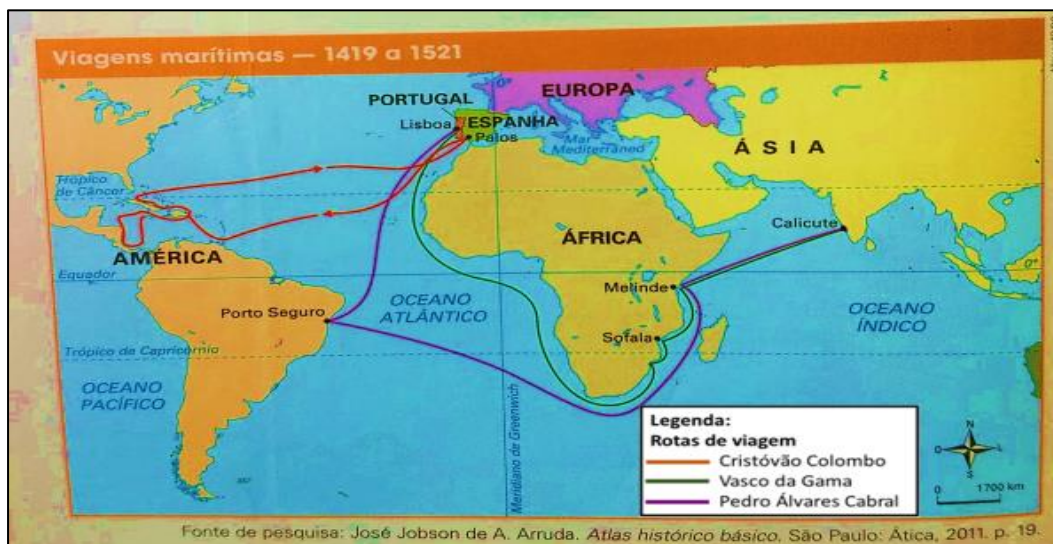 Viagens marítimas — 1419 a 1521
EUROPA
PORTUGAL
Lisboa
ESPANHA
Palos
Mar
Mediterrâneo
ÁSIA
Trópico
de Câncer
Calicute
ÁFRICA
AMÉRICA
Equador
0°
Melinde
OCEANO
ATLÂNTICO
OCEANO
ÍNDICO
Porto Seguro
Sofala
Trópico de Capricórnio
OCEANO
PACÍFICO
Meridiano de Greenwich
Legenda:
Rotas de viagem
Cristóvão Colombo
Vasco da Gama
Pedro Álvares Cabral
N
O
L
S
0
1700 km
Fonte de pesquisa: José Jobson de A. Arruda. Atlas histórico básico. São Paulo: Ática, 2011. p. 19.